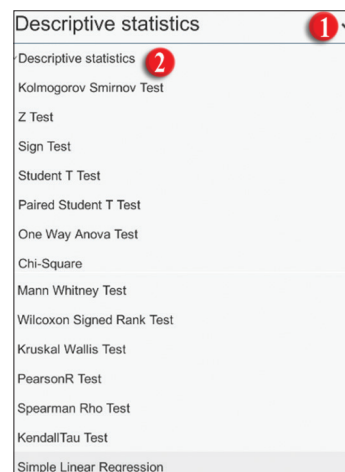 Descriptive statistics 1
Descriptive statistics 2
Kolmogorov Smirnov Test
Z Test
Sign Test
Student T Test
Paired Student T Test
One Way Anova Test
Chi-Square
Mann Whitney Test
Wilcoxon Signed Rank Test
Kruskal Wallis Test
PearsonR Test
Spearman Rho Test
KendallTau Test
Simple Linear Regression